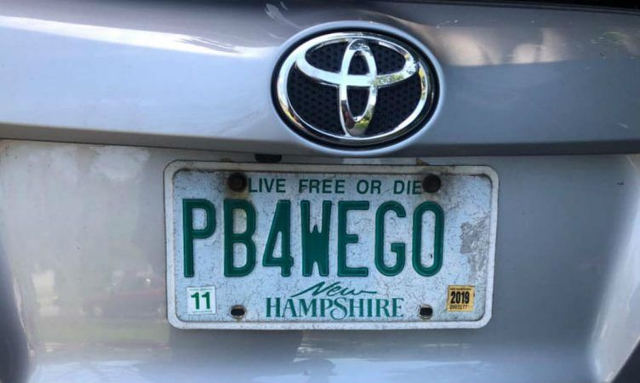 LIVE FREE OR DIE
PB4WEGO
11
New
HAMPSHIRE
2019